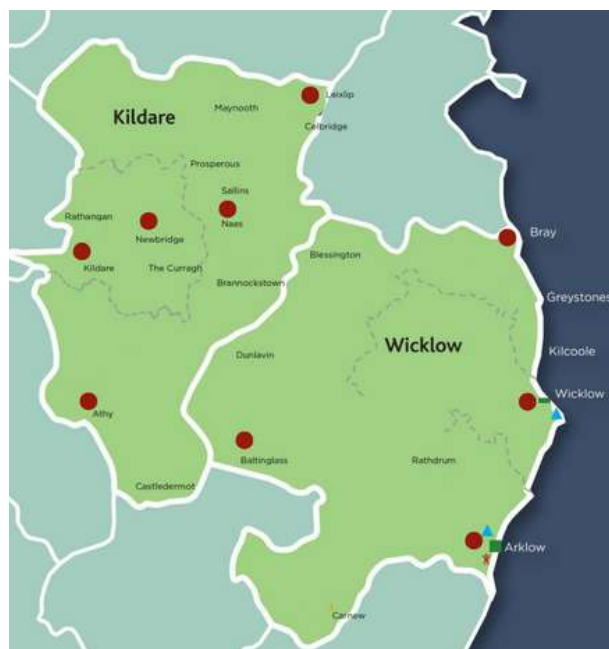 Leixlip
Maynooth
Kildare
Celbridge
Prosperous
Sallins
Rathangan
Naas
Newbridge
Bray
Blessington
Kildare
The Curragh
Brannockstown
Greystones
Wicklow
Kilcoole
Dunlavin
Wicklow
Athy
Baltinglass
Rathdrum
Castledermot
Arklow
Carnew